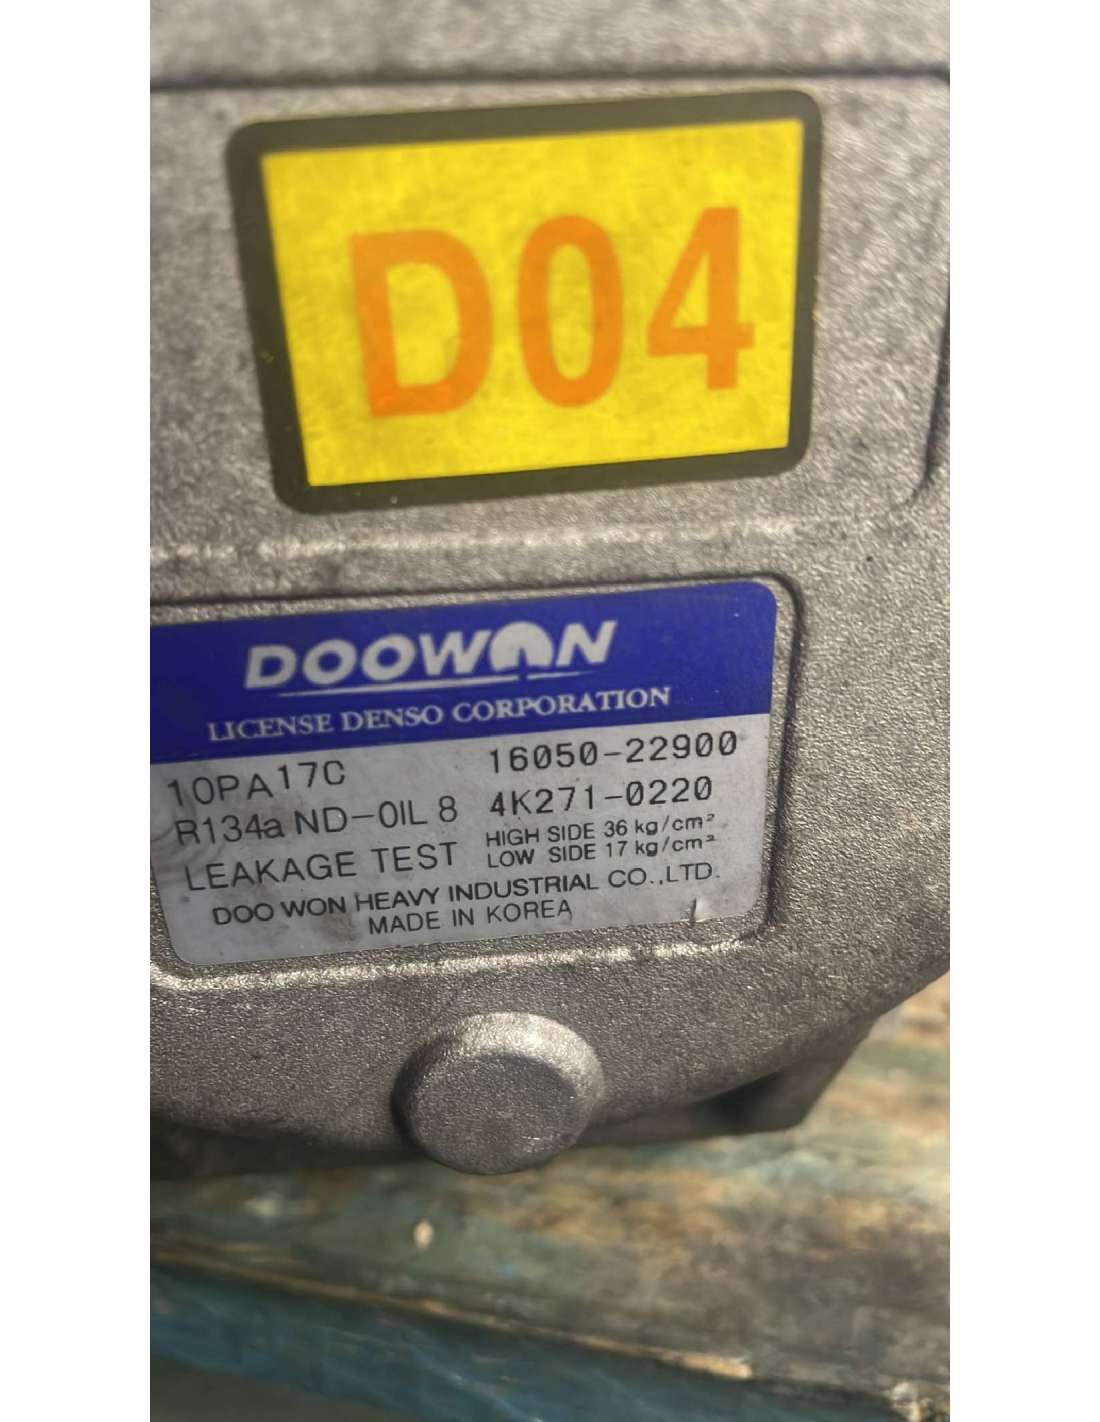 D04
DOOWON
LICENSE DENSO CORPORATION
10PA17C 16050-22900
R134a ND-OIL 8 4K271-0220
LEAKAGE TEST HIGH SIDE 36 kg/cm²
LOW SIDE 17 kg/cm²
DOO WON HEAVY INDUSTRIAL CO.,LTD.
MADE IN KOREA